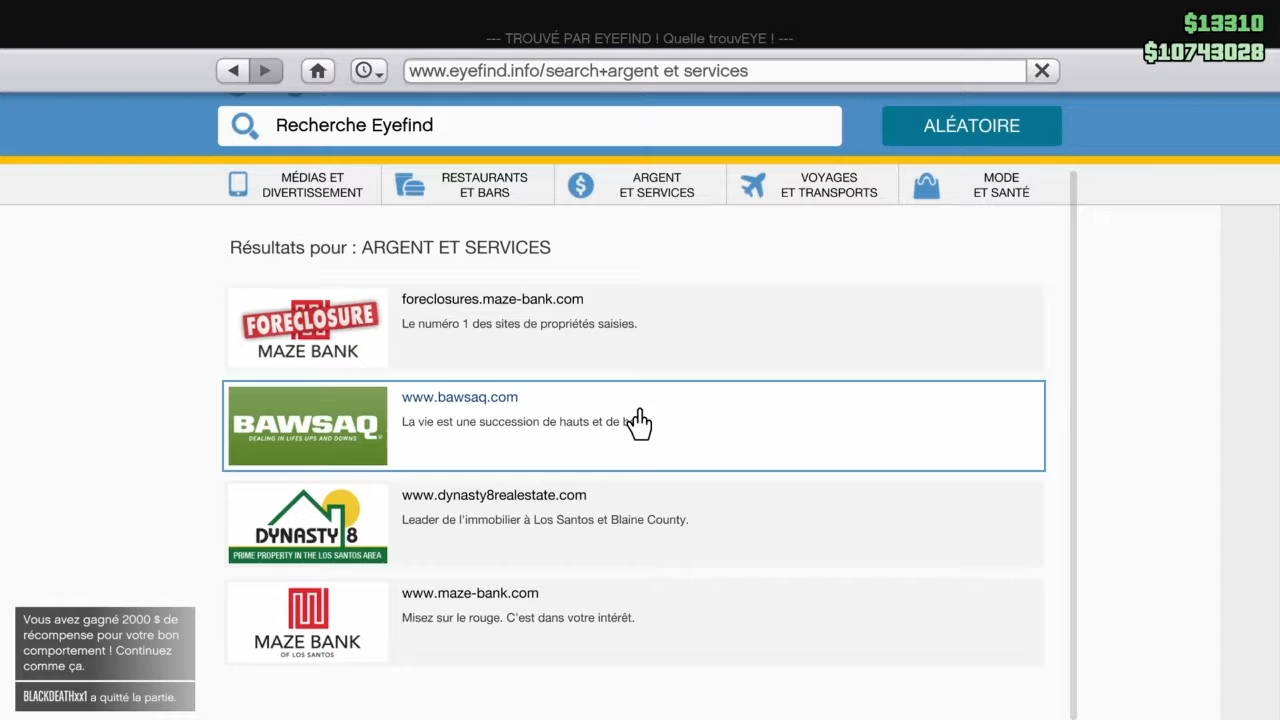 $13310
--- TROUVÉ PAR EYEFIND ! Quelle trouvEYE ! ---
$10743028
www.eyefind.info/search+argent et services
Recherche Eyefind
ALÉATOIRE
MÉDIAS ET
DIVERTISSEMENT
RESTAURANTS
ET BARS
ARGENT
ET SERVICES
VOYAGES
ET TRANSPORTS
MODE
ET SANTÉ
Résultats pour : ARGENT ET SERVICES
FORECLOSURE
MAZE BANK
foreclosures.maze-bank.com
Le numéro 1 des sites de propriétés saisies.
BAWSAQ
DEALING IN LIFES UPS AND DOWNS
www.bawsaq.com
La vie est une succession de hauts et de
DYNASTY 8
PRIME PROPERTY IN THE LOS SANTOS AREA
www.dynasty8realestate.com
Leader de l'immobilier à Los Santos et Blaine County.
MAZE BANK
OF LOS SANTOS
www.maze-bank.com
Misez sur le rouge. C'est dans votre intérêt.
Vous avez gagné 2000 $ de
récompense pour votre bon
comportement ! Continuez
comme ça.
BLACKDEATHxx1 a quitté la partie.